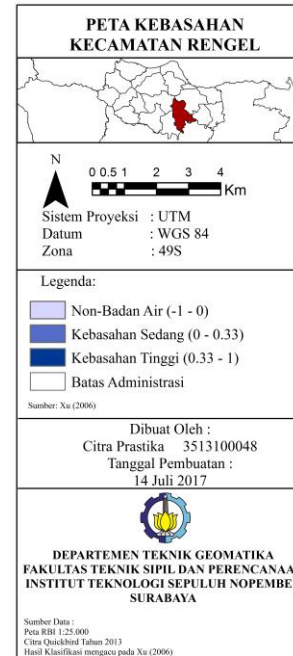 PETA KEBASAHAN
KECAMATAN RENGEL
N
0 0.5 1 2 3 4
Km
Sistem Proyeksi : UTM
Datum : WGS 84
Zona : 49S
Legenda:
Non-Badan Air (-1 - 0)
Kebasahan Sedang (0 - 0.33)
Kebasahan Tinggi (0.33 - 1)
Batas Administrasi
Sumber: Xu (2006)
Dibuat Oleh :
Citra Prastika 3513100048
Tanggal Pembuatan :
14 Juli 2017
DEPARTEMEN TEKNIK GEOMATIKA
FAKULTAS TEKNIK SIPIL DAN PERENCANAA
INSTITUT TEKNOLOGI SEPULUH NOPEMBE
SURABAYA
Sumber Data :
Peta RBI 1:25.000
Citra Quickbird Tahun 2013
Hasil Klasifikasi mengacu pada Xu (2006)